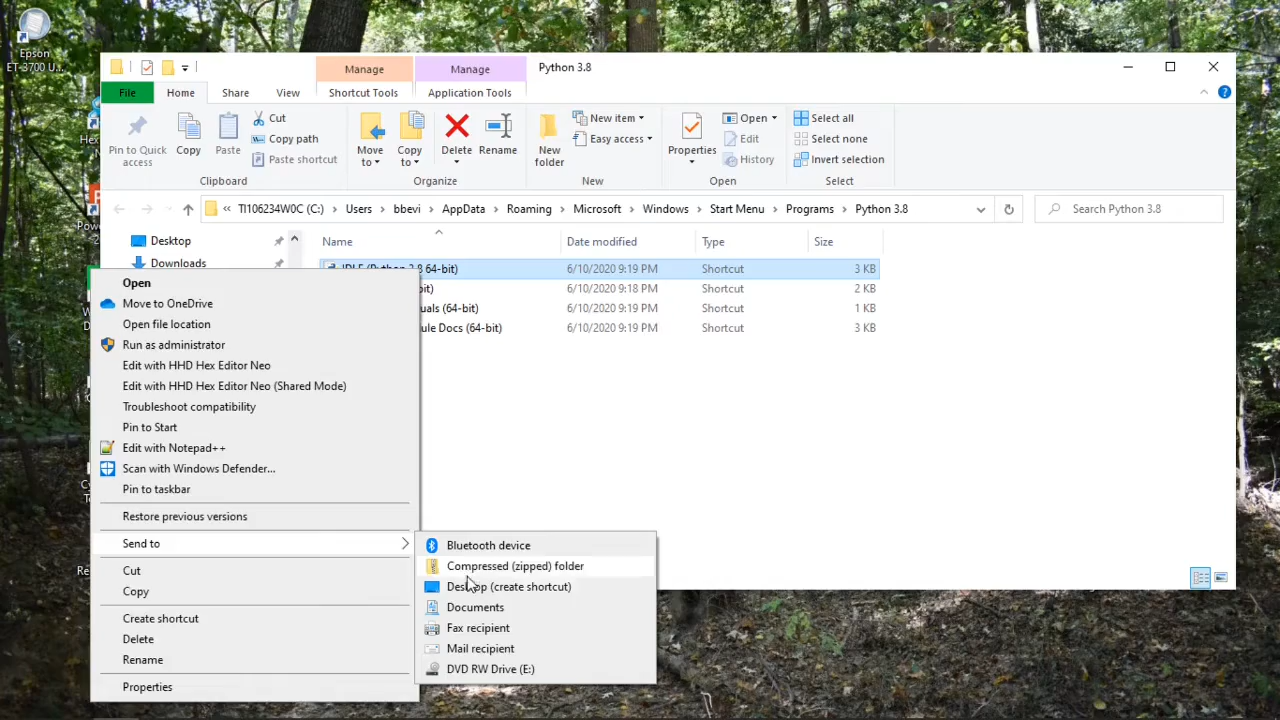 Epson
ET-3700 U...
Manage
Manage
Python 3.8
File
Home
Share
View
Shortcut Tools
Application Tools
Pin to Quick
access
Copy
Paste
Cut
Copy path
Paste shortcut
Clipboard
Move
to
Copy
to
Delete
Rename
Organize
New
folder
New item
Easy access
New
Properties
Open
Edit
History
Open
Select all
Select none
Invert selection
Select
« TI106234W0C (C:) > Users > bbevi > AppData > Roaming > Microsoft > Windows > Start Menu > Programs > Python 3.8
Search Python 3.8
Desktop
Downloads
Name
Date modified
Type
Size
IDLE (Python 3.8 64-bit) 6/10/2020 9:19 PM Shortcut 3 KB
bit) 6/10/2020 9:18 PM Shortcut 2 KB
uals (64-bit) 6/10/2020 9:19 PM Shortcut 1 KB
ule Docs (64-bit) 6/10/2020 9:19 PM Shortcut 3 KB
Open
Move to OneDrive
Open file location
Run as administrator
Edit with HHD Hex Editor Neo
Edit with HHD Hex Editor Neo (Shared Mode)
Troubleshoot compatibility
Pin to Start
Edit with Notepad++
Scan with Windows Defender...
Pin to taskbar
Restore previous versions
Send to
Cut
Copy
Create shortcut
Delete
Rename
Properties
Bluetooth device
Compressed (zipped) folder
Desktop (create shortcut)
Documents
Fax recipient
Mail recipient
DVD RW Drive (E:)